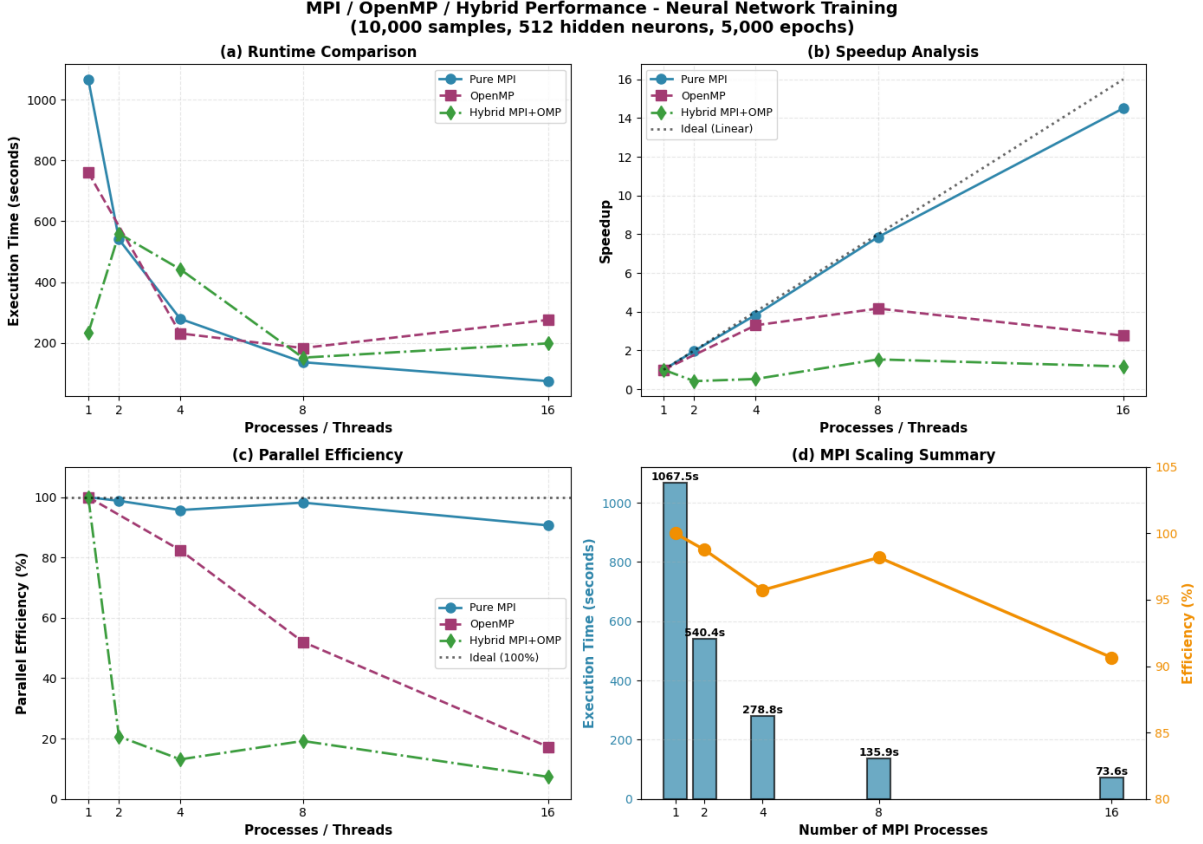 MPI / OpenMP / Hybrid Performance - Neural Network Training
(10,000 samples, 512 hidden neurons, 5,000 epochs)
(a) Runtime Comparison
Execution Time (seconds)
1000
800
600
400
200
Pure MPI
OpenMP
Hybrid MPI+OMP
1 2 4 8 16
Processes / Threads
(b) Speedup Analysis
Speedup
16
14
12
10
8
6
4
2
0
Pure MPI
OpenMP
Hybrid MPI+OMP
Ideal (Linear)
1 2 4 8 16
Processes / Threads
(c) Parallel Efficiency
Parallel Efficiency (%)
100
80
60
40
20
0
Pure MPI
OpenMP
Hybrid MPI+OMP
Ideal (100%)
1 2 4 8 16
Processes / Threads
(d) MPI Scaling Summary
Execution Time (seconds)
1000
800
600
400
200
0
1067.5s
540.4s
278.8s
135.9s
73.6s
105
100
95
90
85
80
Efficiency (%)
1 2 4 8 16
Number of MPI Processes